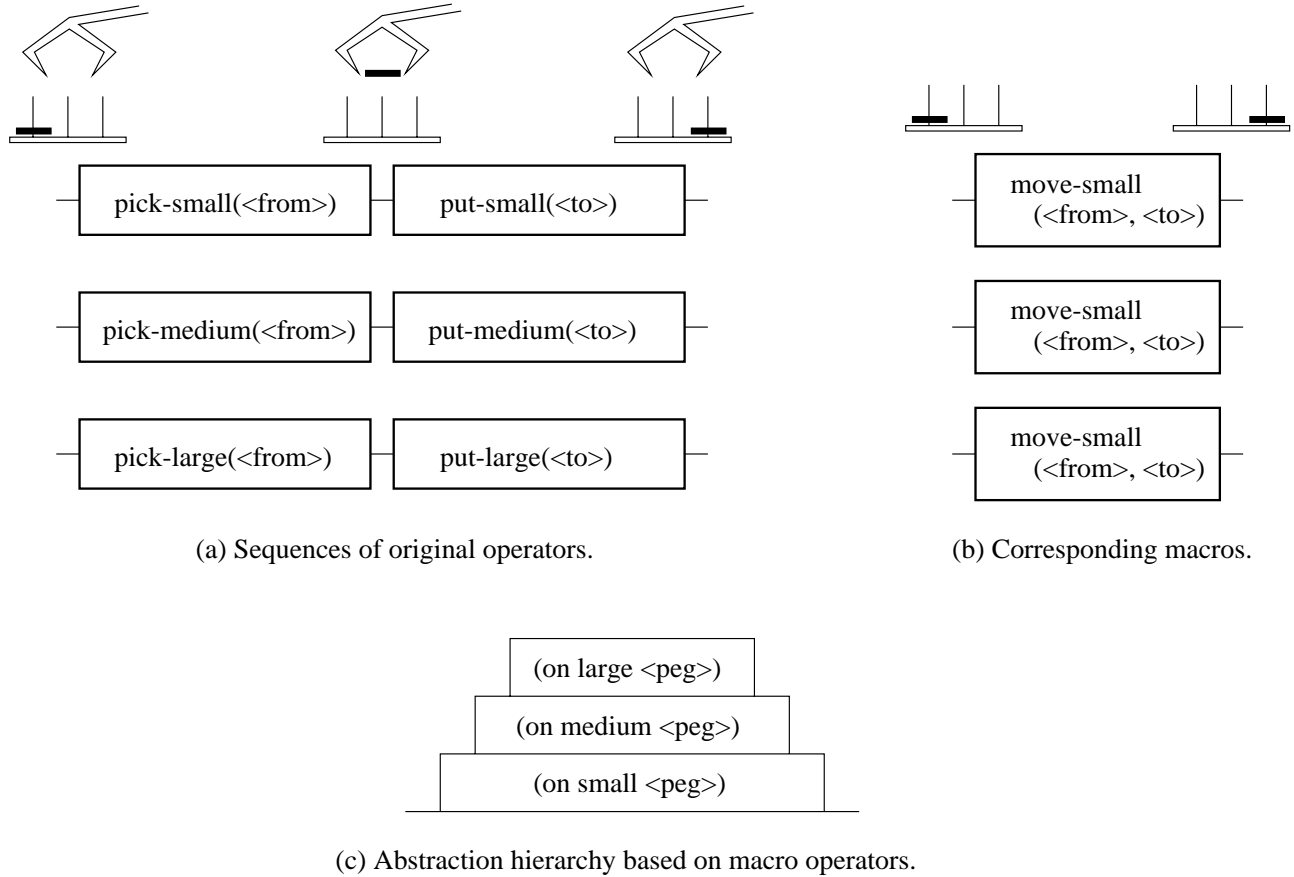 pick-small(<from>)
put-small(<to>)
pick-medium(<from>)
put-medium(<to>)
pick-large(<from>)
put-large(<to>)
(a) Sequences of original operators.
move-small
(<from>, <to>)
move-small
(<from>, <to>)
move-small
(<from>, <to>)
(b) Corresponding macros.
(on large <peg>)
(on medium <peg>)
(on small <peg>)
(c) Abstraction hierarchy based on macro operators.